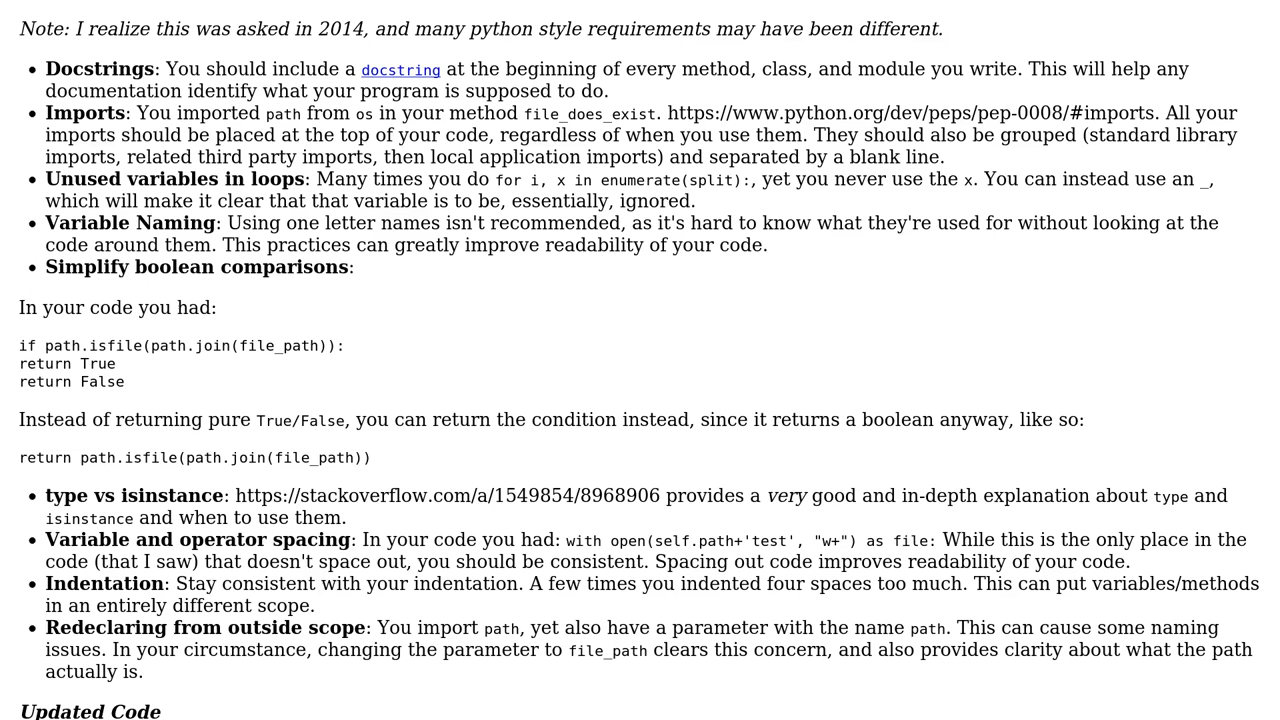 Note: I realize this was asked in 2014, and many python style requirements may have been different.
• Docstrings: You should include a docstring at the beginning of every method, class, and module you write. This will help any
documentation identify what your program is supposed to do.
• Imports: You imported path from os in your method file_does_exist. https://www.python.org/dev/peps/pep-0008/#imports. All your
imports should be placed at the top of your code, regardless of when you use them. They should also be grouped (standard library
imports, related third party imports, then local application imports) and separated by a blank line.
• Unused variables in loops: Many times you do for i, x in enumerate(split):, yet you never use the x. You can instead use an _,
which will make it clear that that variable is to be, essentially, ignored.
• Variable Naming: Using one letter names isn't recommended, as it's hard to know what they're used for without looking at the
code around them. This practices can greatly improve readability of your code.
• Simplify boolean comparisons:
In your code you had:
if path.isfile(path.join(file_path)):
return True
return False
Instead of returning pure True/False, you can return the condition instead, since it returns a boolean anyway, like so:
return path.isfile(path.join(file_path))
• type vs isinstance: https://stackoverflow.com/a/1549854/8968906 provides a very good and in-depth explanation about type and
isinstance and when to use them.
• Variable and operator spacing: In your code you had: with open(self.path+'test', "w+") as file: While this is the only place in the
code (that I saw) that doesn't space out, you should be consistent. Spacing out code improves readability of your code.
• Indentation: Stay consistent with your indentation. A few times you indented four spaces too much. This can put variables/methods
in an entirely different scope.
• Redeclaring from outside scope: You import path, yet also have a parameter with the name path. This can cause some naming
issues. In your circumstance, changing the parameter to file_path clears this concern, and also provides clarity about what the path
actually is.
Updated Code